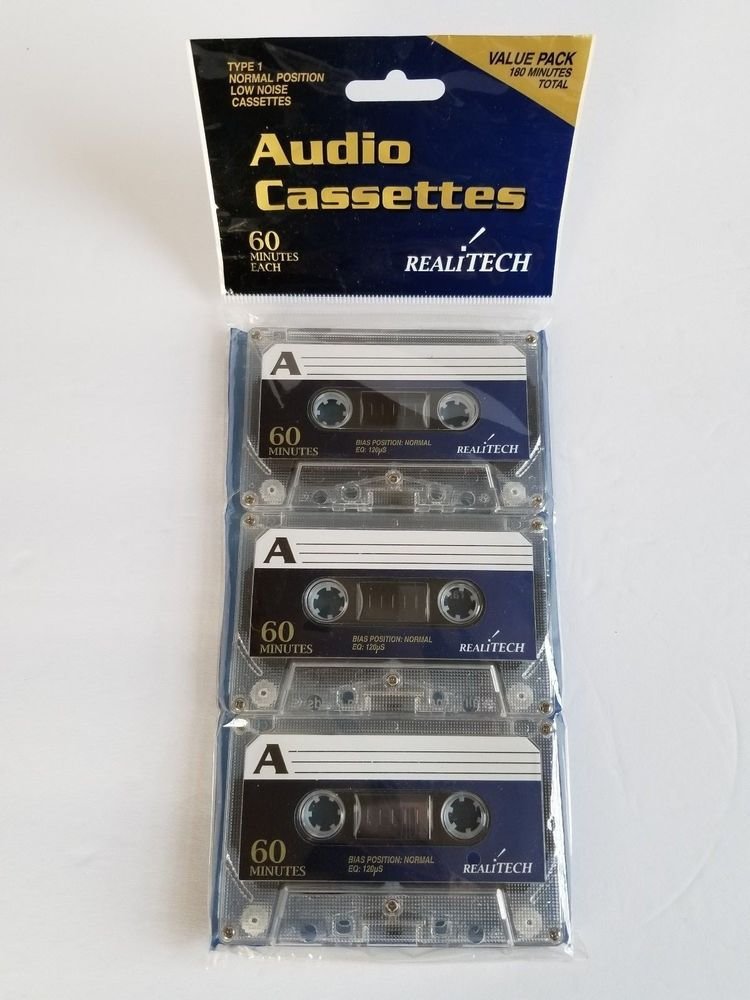 TYPE 1
NORMAL POSITION
LOW NOISE
CASSETTES
VALUE PACK
180 MINUTES
TOTAL
Audio
Cassettes
60
MINUTES
EACH
REALiTECH
A
60
MINUTES
BIAS POSITION: NORMAL
EQ: 120µS
REALiTECH
A
60
MINUTES
BIAS POSITION: NORMAL
EQ: 120µS
REALiTECH
A
60
MINUTES
BIAS POSITION: NORMAL
EQ: 120µS
REALiTECH